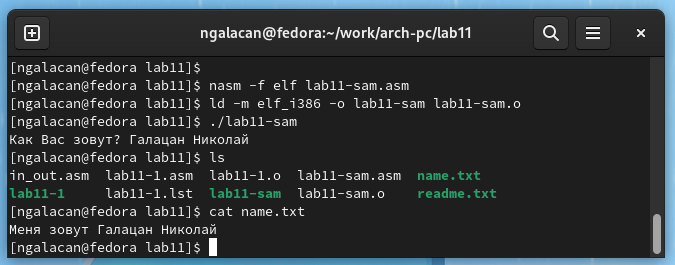 ngalacan@fedora:~/work/arch-pc/lab11
[ngalacan@fedora lab11]$
[ngalacan@fedora lab11]$ nasm -f elf lab11-sam.asm
[ngalacan@fedora lab11]$ ld -m elf_i386 -o lab11-sam lab11-sam.o
[ngalacan@fedora lab11]$ ./lab11-sam
Как Вас зовут? Галацан Николай
[ngalacan@fedora lab11]$ ls
in_out.asm  lab11-1.asm  lab11-1.o  lab11-sam.asm  name.txt
lab11-1     lab11-1.lst  lab11-sam  lab11-sam.o    readme.txt
[ngalacan@fedora lab11]$ cat name.txt
Меня зовут Галацан Николай
[ngalacan@fedora lab11]$